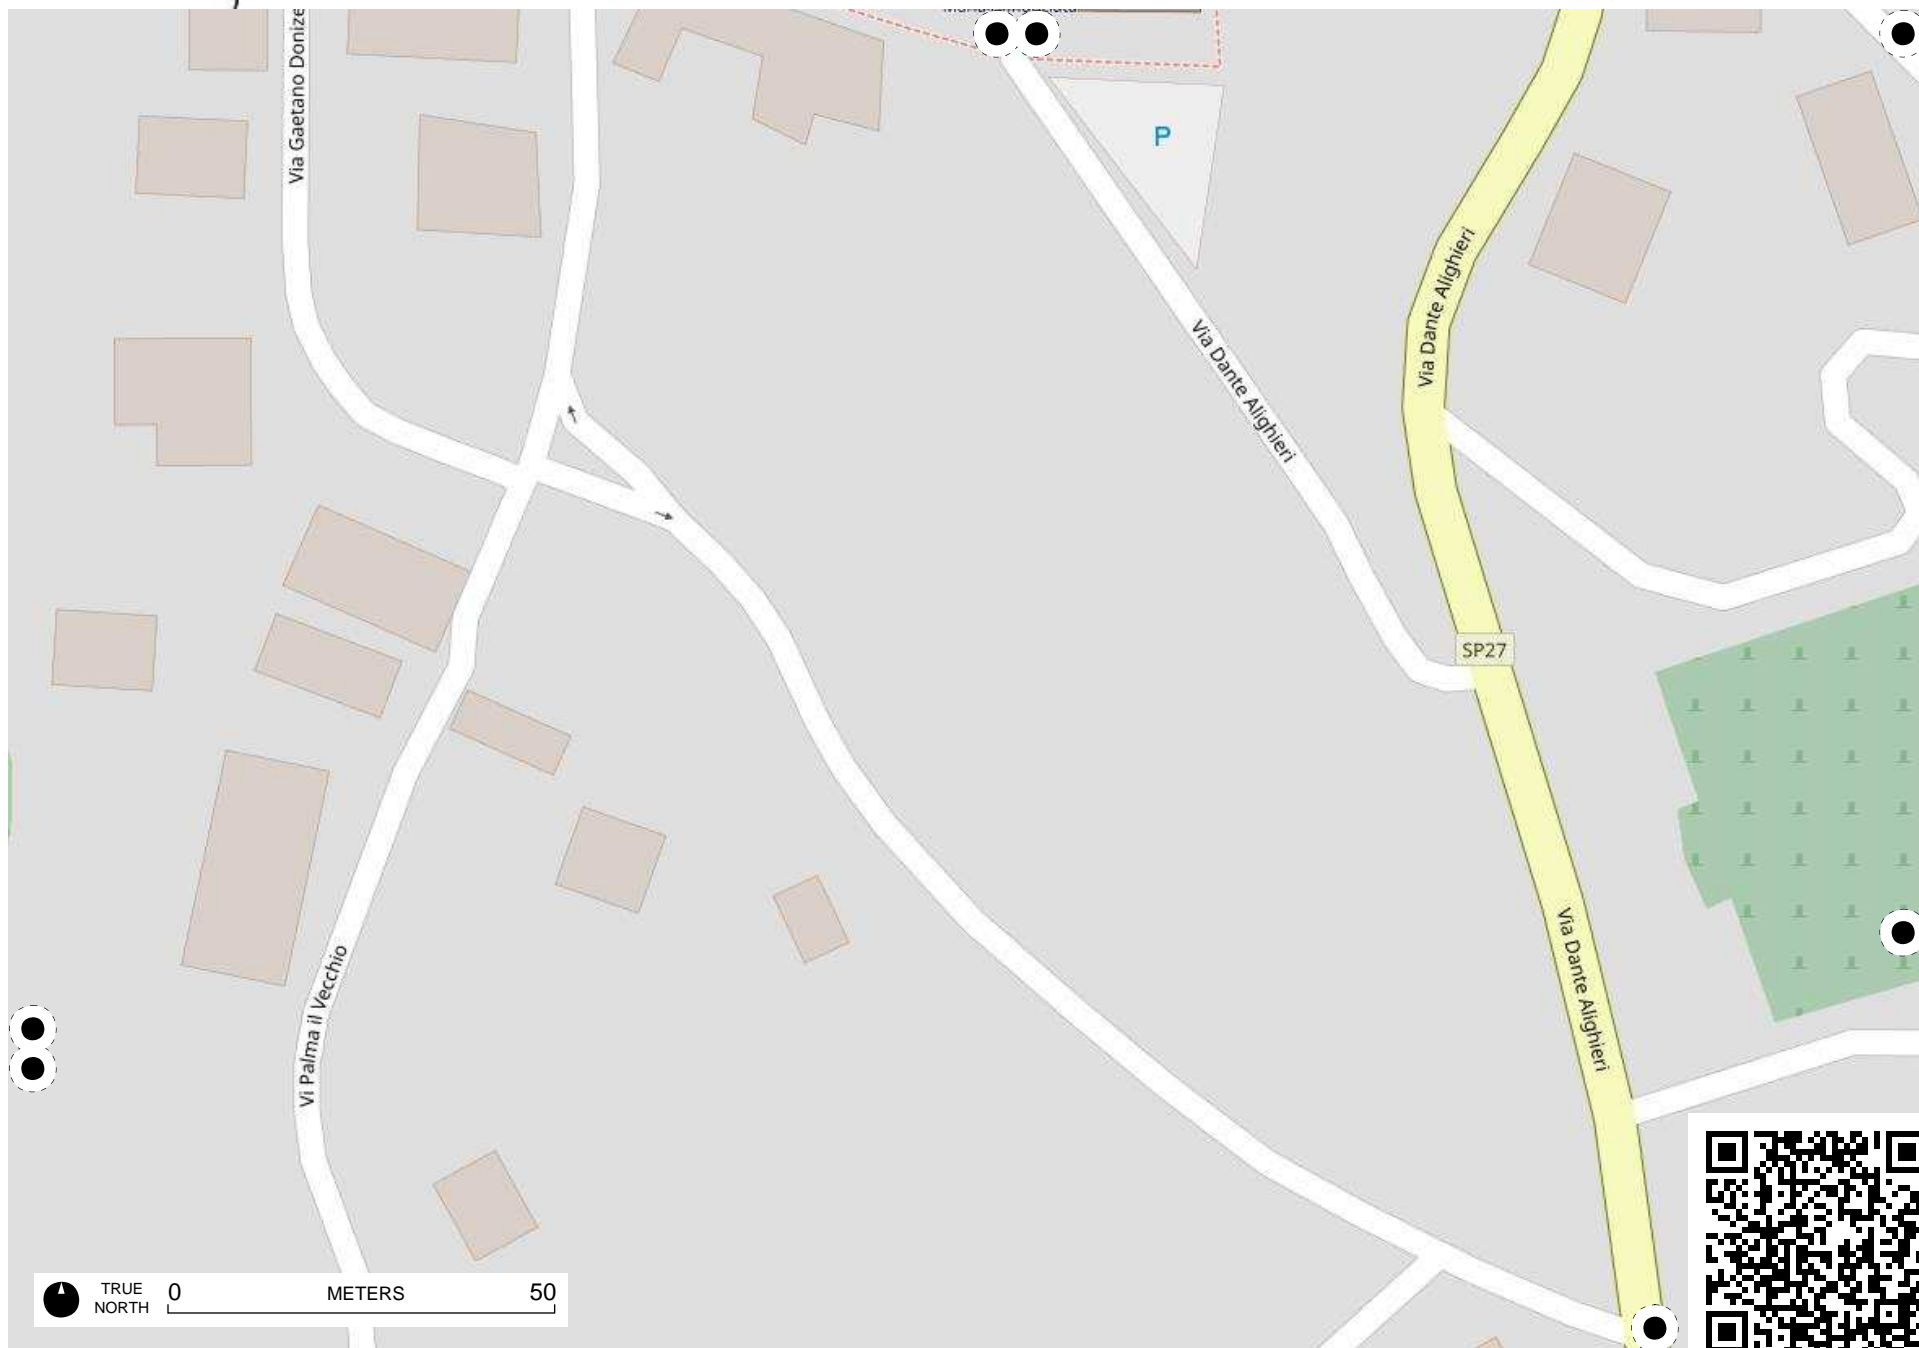 Via Gaetano Donize
P
Via Dante Alighieri
Via Dante Alighieri
SP27
Via Dante Alighieri
Vi Palma il Vecchio
TRUE
NORTH
0 METERS 50